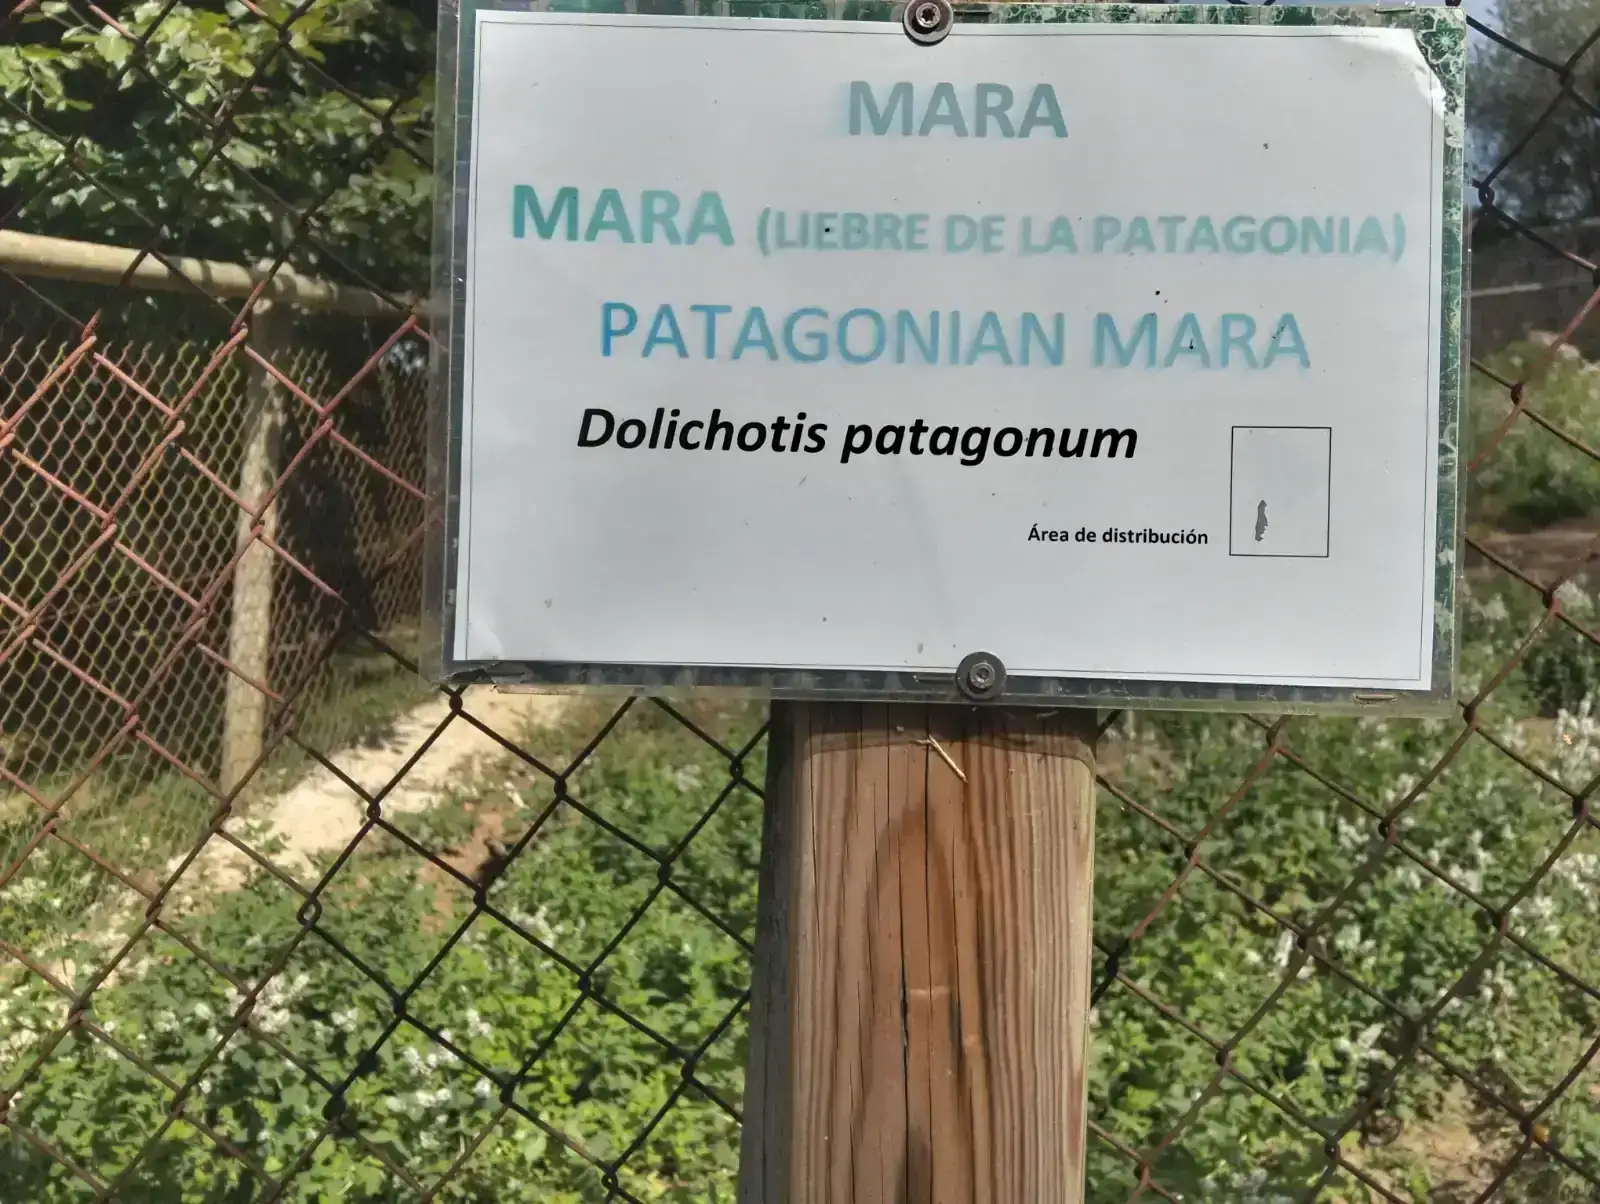 MARA
MARA (LIEBRE DE LA PATAGONIA)
PATAGONIAN MARA
Dolichotis patagonum
Área de distribución